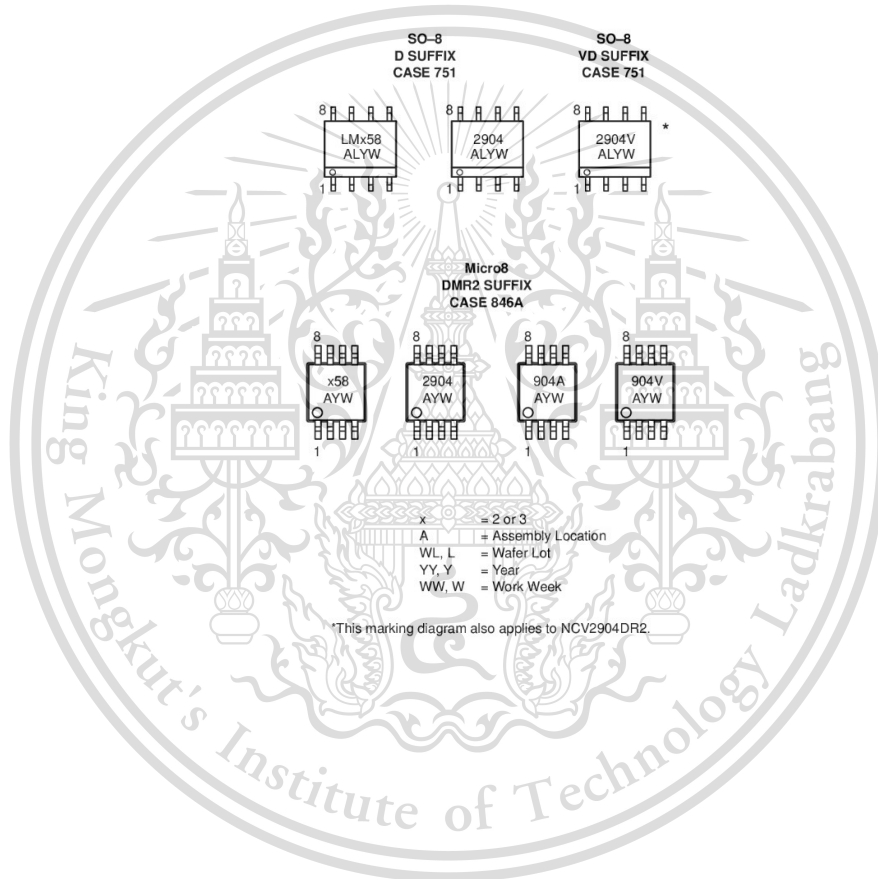 SO–8
D SUFFIX
CASE 751
SO–8
VD SUFFIX
CASE 751
8
LMx58
ALYW
1
8
2904
ALYW
1
8
2904V
ALYW
*
1
Micro8
DMR2 SUFFIX
CASE 846A
8
x58
AYW
1
8
2904
AYW
1
8
904A
AYW
1
8
904V
AYW
1
x = 2 or 3
A = Assembly Location
WL, L = Wafer Lot
YY, Y = Year
WW, W = Work Week
*This marking diagram also applies to NCV2904DR2.
King Mongkut's Institute of Technology Ladkrabang